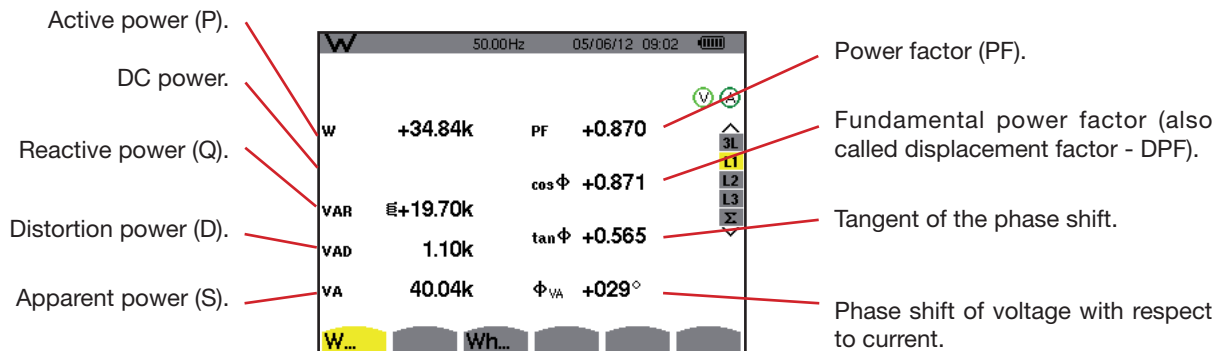 Active power (P).
DC power.
Reactive power (Q).
Distortion power (D).
Apparent power (S).
W 50.00Hz 05/06/12 09:02
V A
W +34.84k PF +0.870
cosΦ +0.871
VAR +19.70k
tanΦ +0.565
VAD 1.10k
VA 40.04k ΦVA +029°
3L
L1
L2
L3
Σ
W... Wh...
Power factor (PF).
Fundamental power factor (also
called displacement factor - DPF).
Tangent of the phase shift.
Phase shift of voltage with respect
to current.